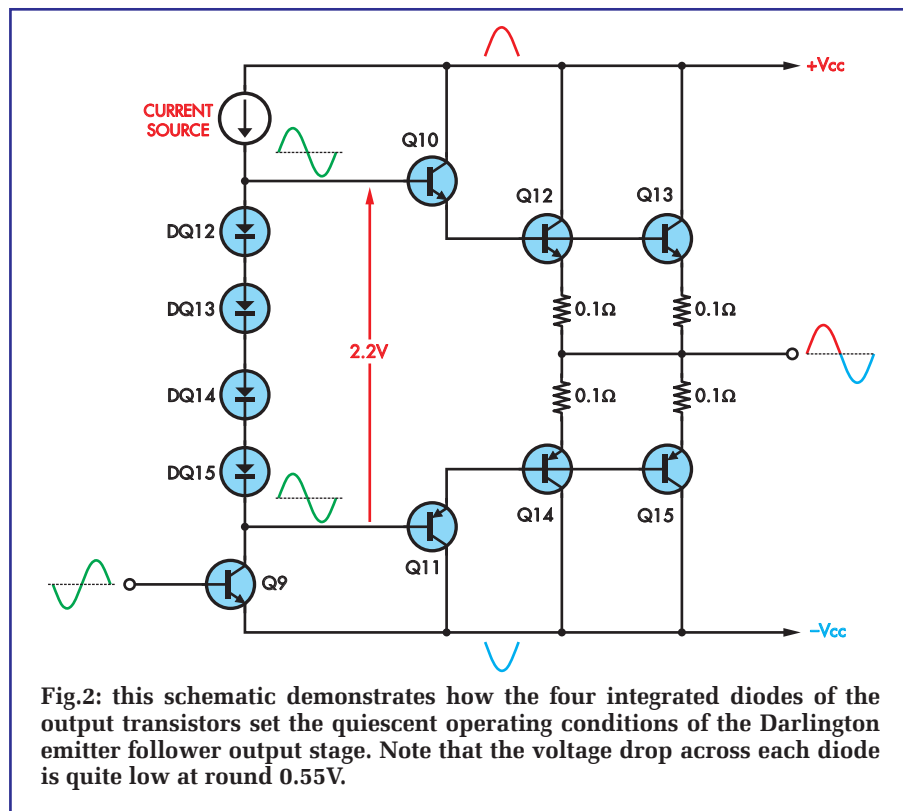 +Vcc
CURRENT
SOURCE
Q10
Q12
Q13
DQ12
DQ13
0.1Ω
0.1Ω
2.2V
DQ14
0.1Ω
0.1Ω
DQ15
Q14
Q15
Q11
Q9
–Vcc
Fig.2: this schematic demonstrates how the four integrated diodes of the
output transistors set the quiescent operating conditions of the Darlington
emitter follower output stage. Note that the voltage drop across each diode
is quite low at round 0.55V.